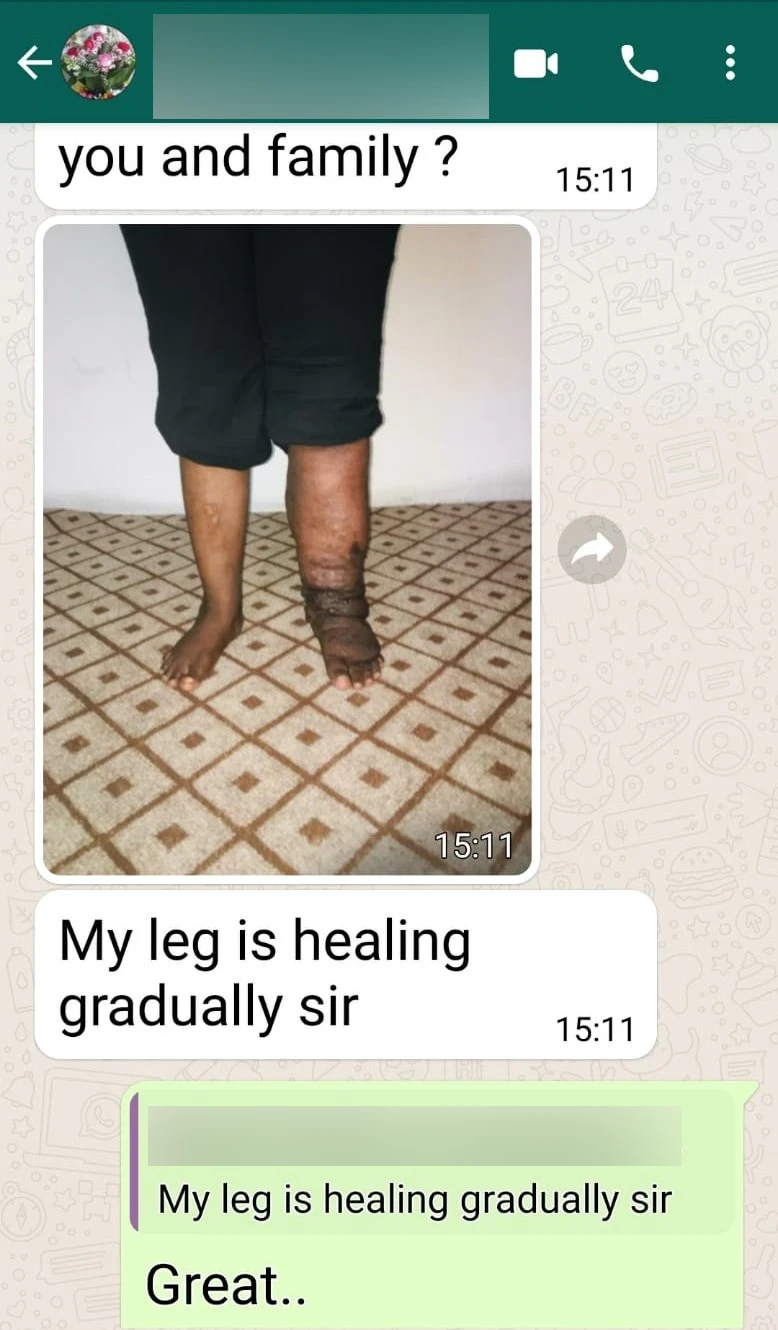 you and family ?
15:11
15:11
My leg is healing
gradually sir
15:11
My leg is healing gradually sir
Great..